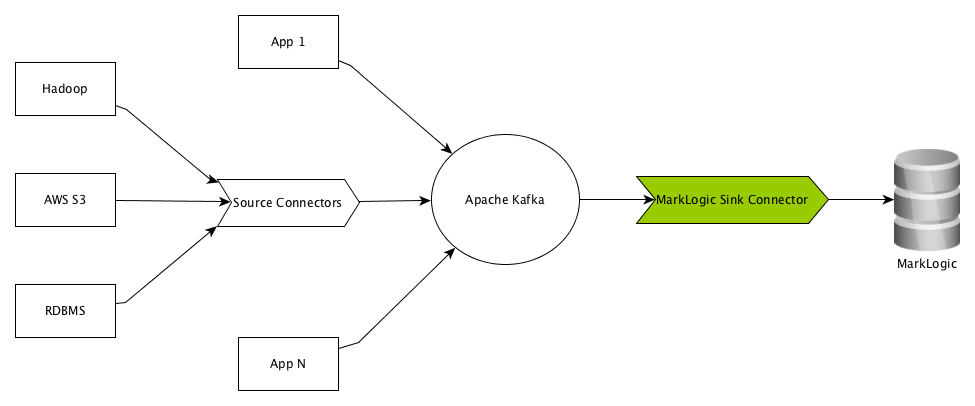 App 1
Hadoop
AWS S3
Source Connectors
Apache Kafka
MarkLogic Sink Connector
MarkLogic
RDBMS
App N